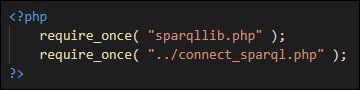 <?php
    require_once( "sparqllib.php" );
    require_once( "../connect_sparql.php" );
?>